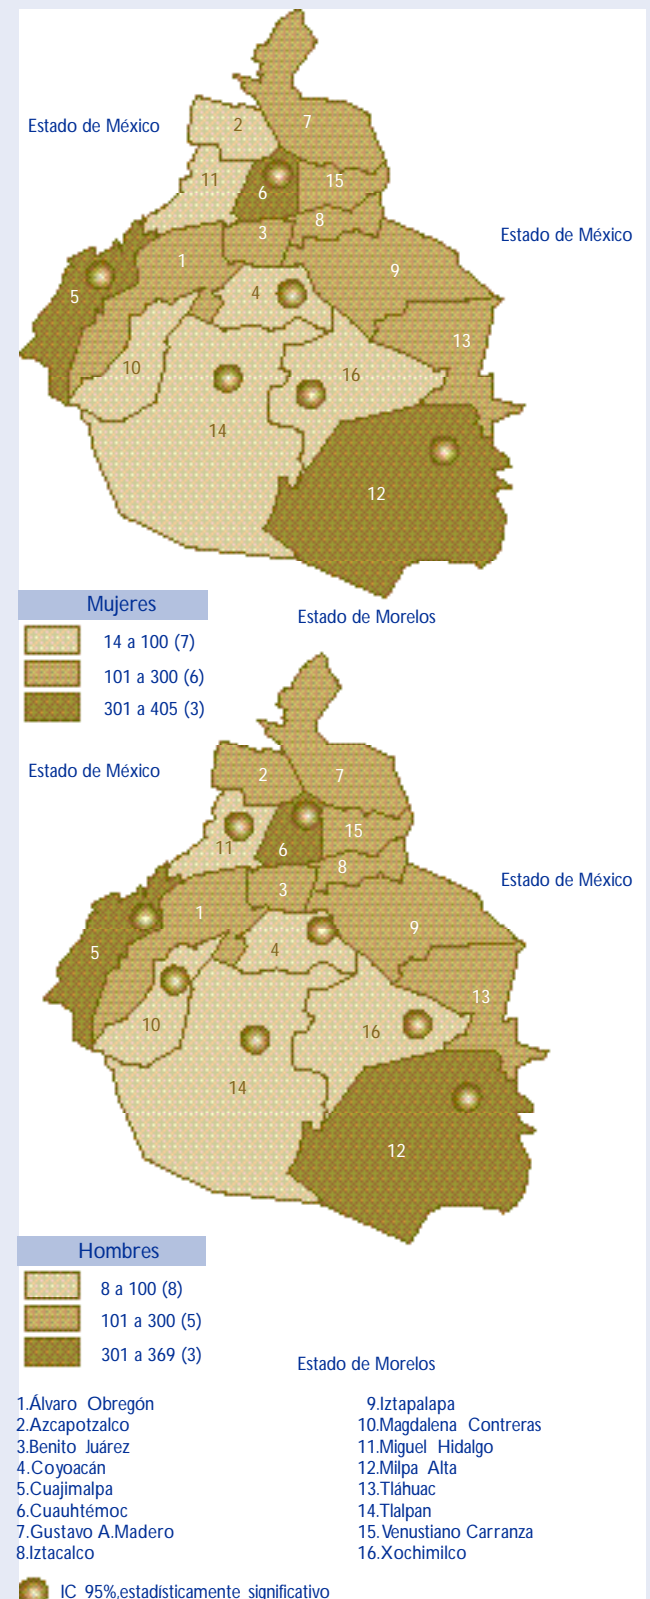 Estado de México
2
7
11
15
6
8
3
Estado de México
1
9
4
5
13
10
16
14
12
Mujeres
Estado de Morelos
14 a 100 (7)
101 a 300 (6)
301 a 405 (3)
Estado de México
2
7
15
11
6
8
Estado de México
3
1
9
4
5
13
10
16
14
12
Hombres
8 a 100 (8)
101 a 300 (5)
301 a 369 (3)
Estado de Morelos
1.Álvaro Obregón
2.Azcapotzalco
3.Benito Juárez
4.Coyoacán
5.Cuajimalpa
6.Cuauhtémoc
7.Gustavo A.Madero
8.Iztacalco
9.Iztapalapa
10.Magdalena Contreras
11.Miguel Hidalgo
12.Milpa Alta
13.Tláhuac
14.Tlalpan
15.Venustiano Carranza
16.Xochimilco
IC 95%,estadísticamente significativo